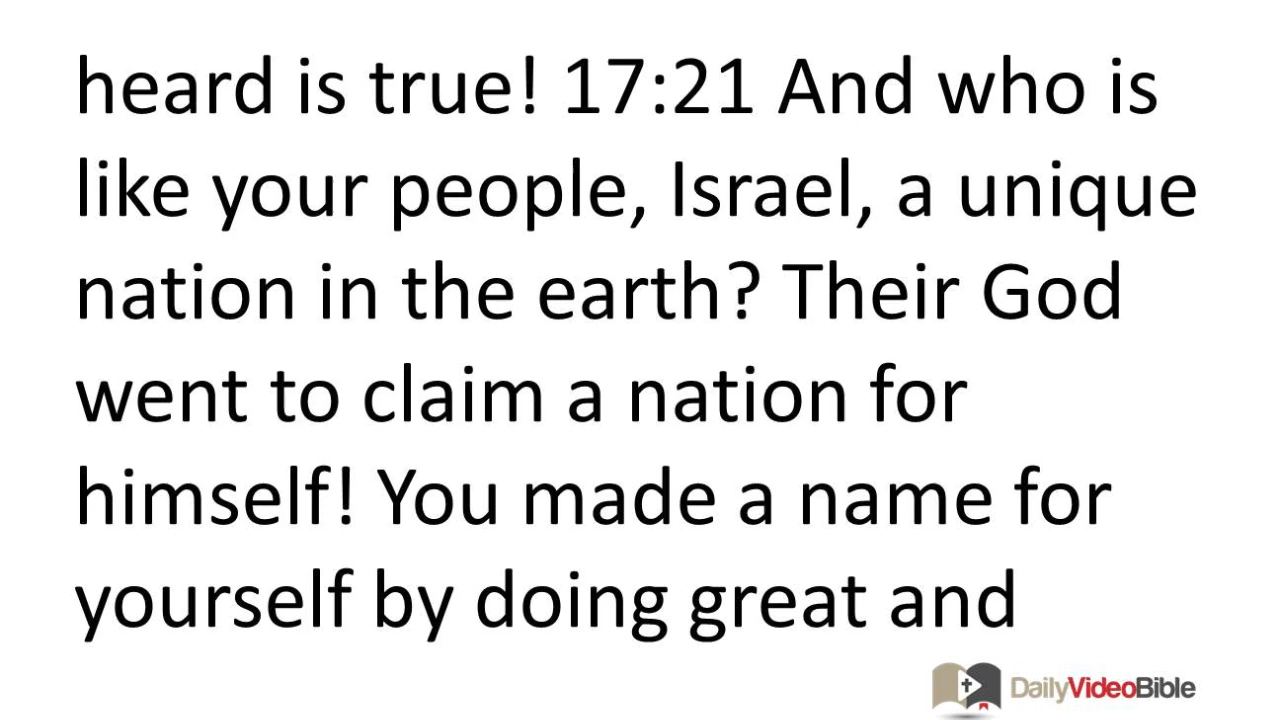 heard is true! 17:21 And who is
like your people, Israel, a unique
nation in the earth? Their God
went to claim a nation for
himself! You made a name for
yourself by doing great and
DailyVideoBible